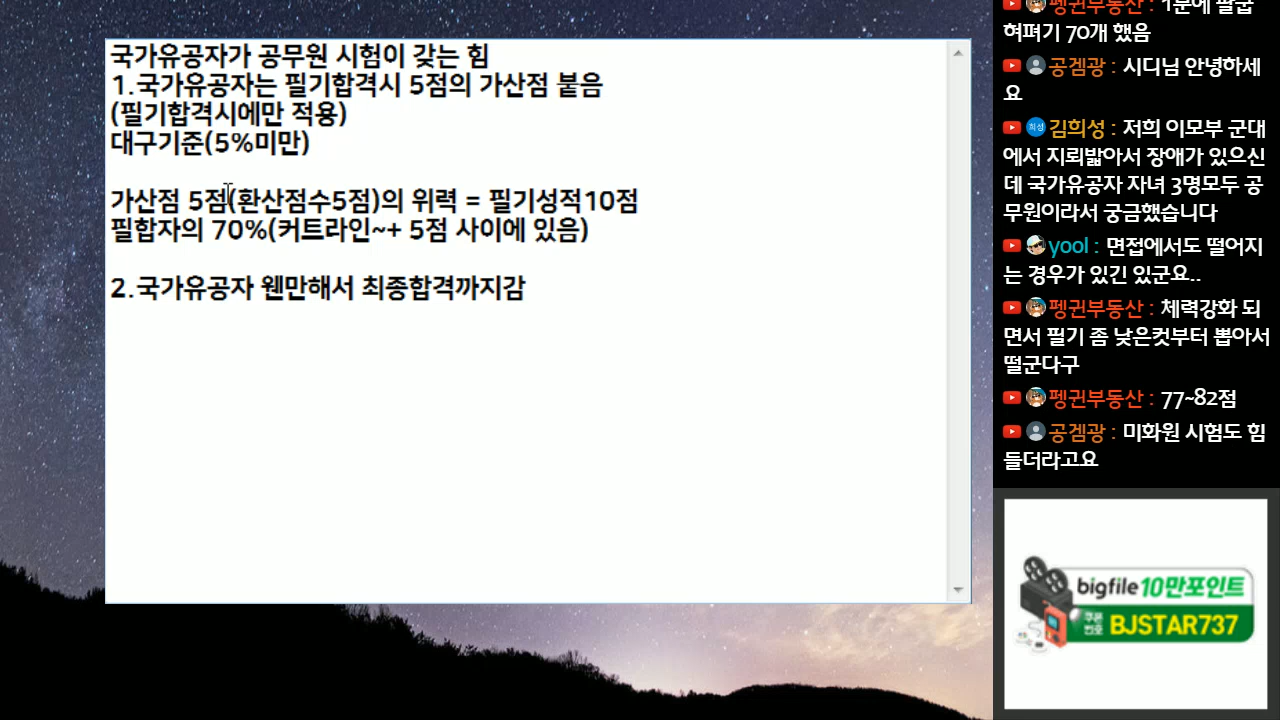 국가유공자가 공무원 시험이 갖는 힘
1.국가유공자는 필기합격시 5점의 가산점 붙음
(필기합격시에만 적용)
대구기준(5%미만)
가산점 5점(환산점수5점)의 위력 = 필기성적10점
필합자의 70%(커트라인~+ 5점 사이에 있음)
2.국가유공자 웬만해서 최종합격까지감
펭귄부동산 : 1분에 팔굽
혀펴기 70개 했음
공겜광 : 시디님 안녕하세
요
희성 김희성 : 저희 이모부 군대
에서 지뢰밟아서 장애가 있으신
데 국가유공자 자녀 3명모두 공
무원이라서 궁금했습니다
yool : 면접에서도 떨어지
는 경우가 있긴 있군요..
펭귄부동산 : 체력강화 되
면서 필기 좀 낮은컷부터 뽑아서
떨군다구
펭귄부동산 : 77~82점
공겜광 : 미화원 시험도 힘
들더라고요
bigfile 10만포인트
쿠폰
번호 BJSTAR737